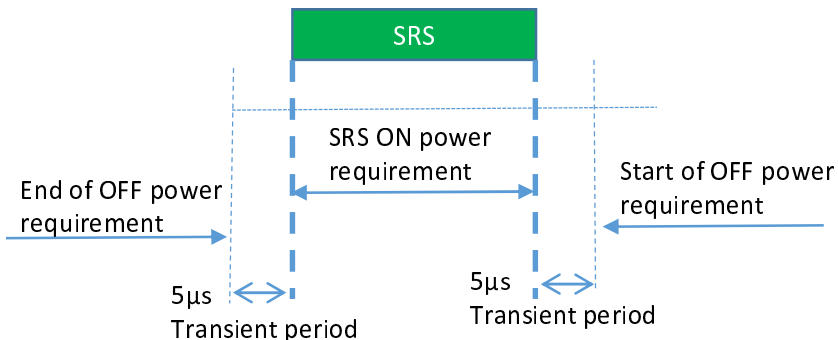 SRS
SRS ON power
requirement
End of OFF power
requirement
Start of OFF power
requirement
5µs
Transient period
5µs
Transient period